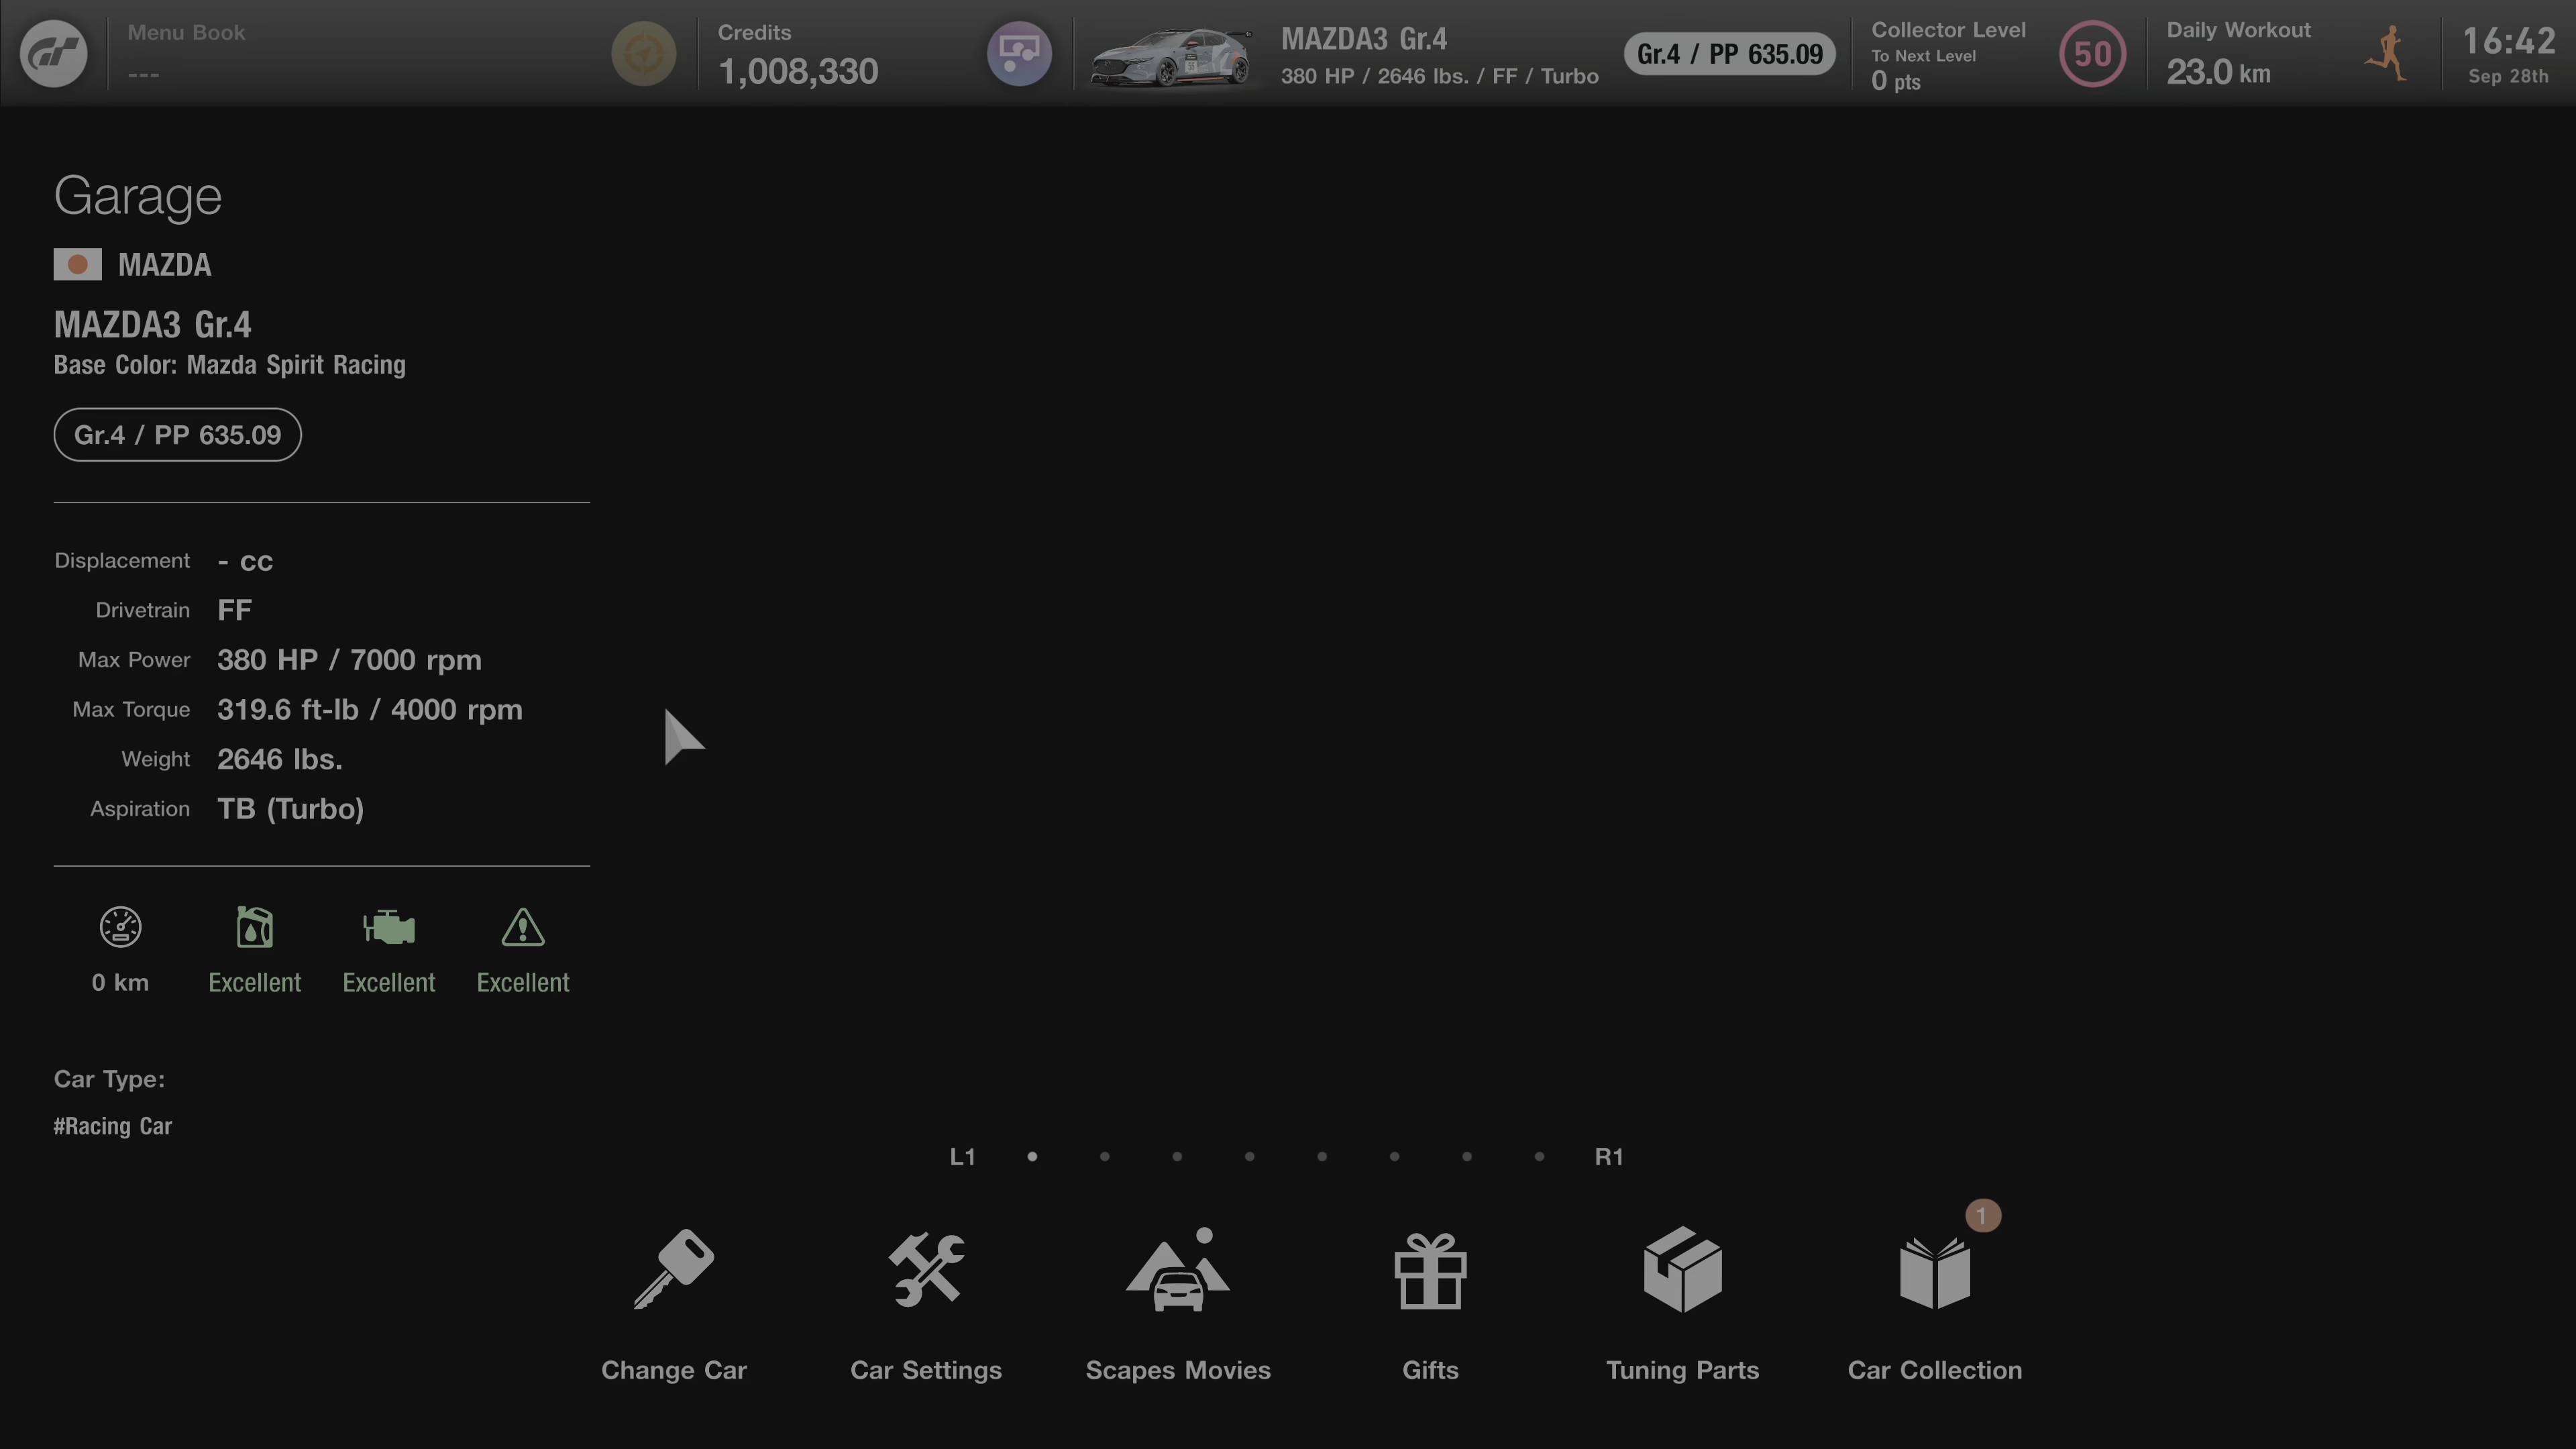 Menu Book
---
Credits
1,008,330
MAZDA3 Gr.4
380 HP / 2646 lbs. / FF / Turbo
Gr.4 / PP 635.09
Collector Level
To Next Level
0 pts
50
Daily Workout
23.0 km
16:42
Sep 28th
Garage
MAZDA
MAZDA3 Gr.4
Base Color: Mazda Spirit Racing
Gr.4 / PP 635.09
Displacement - cc
Drivetrain FF
Max Power 380 HP / 7000 rpm
Max Torque 319.6 ft-lb / 4000 rpm
Weight 2646 lbs.
Aspiration TB (Turbo)
0 km Excellent Excellent Excellent
Car Type:
#Racing Car
L1 R1
1
Change Car Car Settings Scapes Movies Gifts Tuning Parts Car Collection